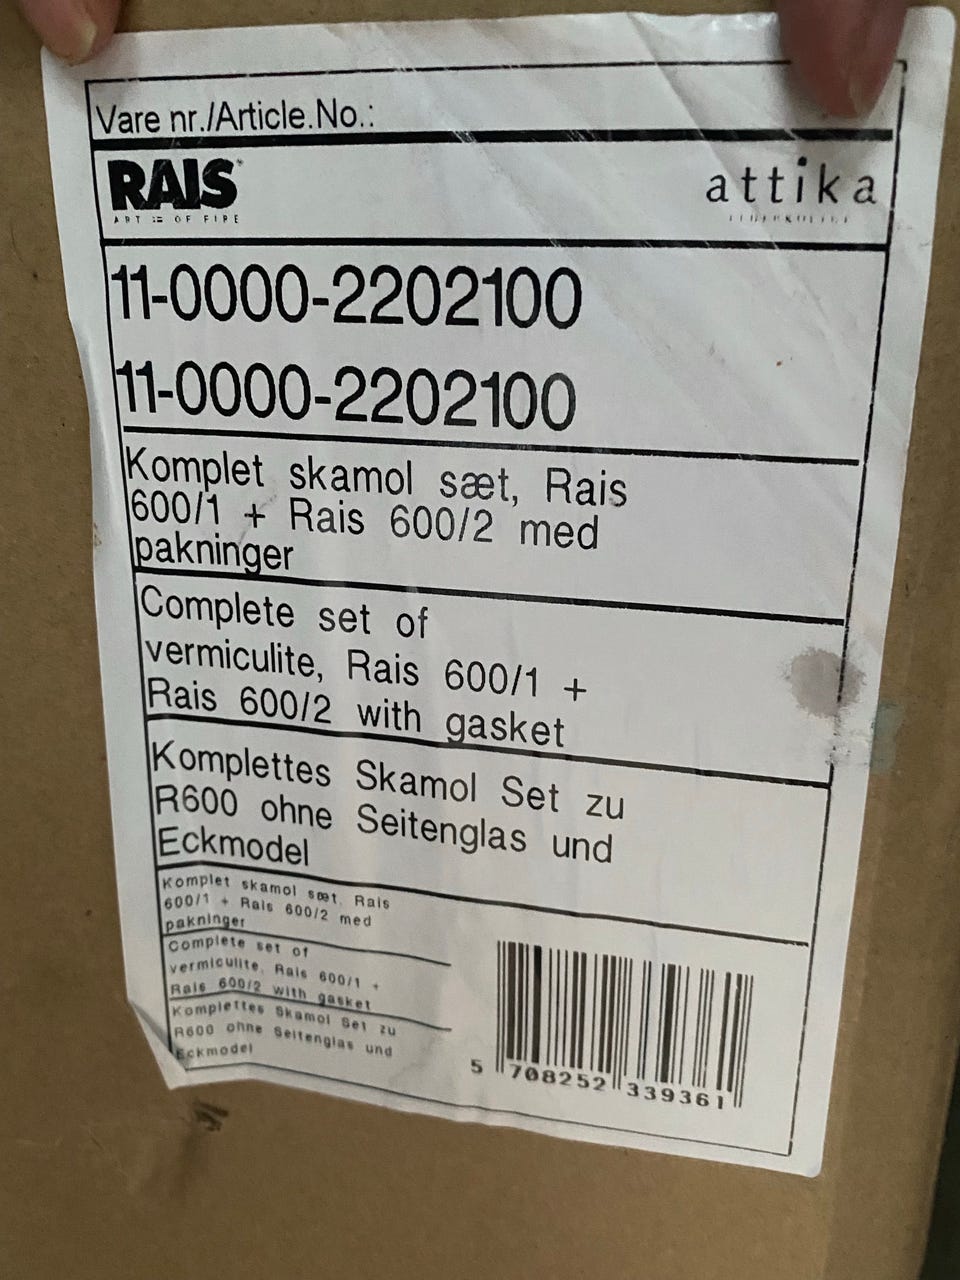 Vare nr./Article.No.:
RAIS
ART OF FIRE
attika
11-0000-2202100
11-0000-2202100
Komplet skamol sæt, Rais
600/1 + Rais 600/2 med
pakninger
Complete set of
vermiculite, Rais 600/1 +
Rais 600/2 with gasket
Komplettes Skamol Set zu
R600 ohne Seitenglas und
Eckmodel
Komplet skamol sæt, Rais
600/1 + Rais 600/2 med
pakninger
Complete set of
vermiculite, Rais 600/1 +
Rais 600/2 with gasket
Komplettes Skamol Set zu
R600 ohne Seitenglas und
Eckmodel
5 708252 339361